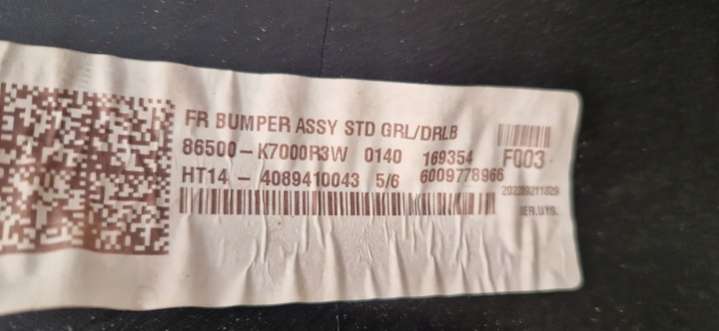 FR BUMPER ASSY STD GRL/DRLB
86500-K7000R3W 0140 169354 F003
HT14-4089410043 5/6 6009778966